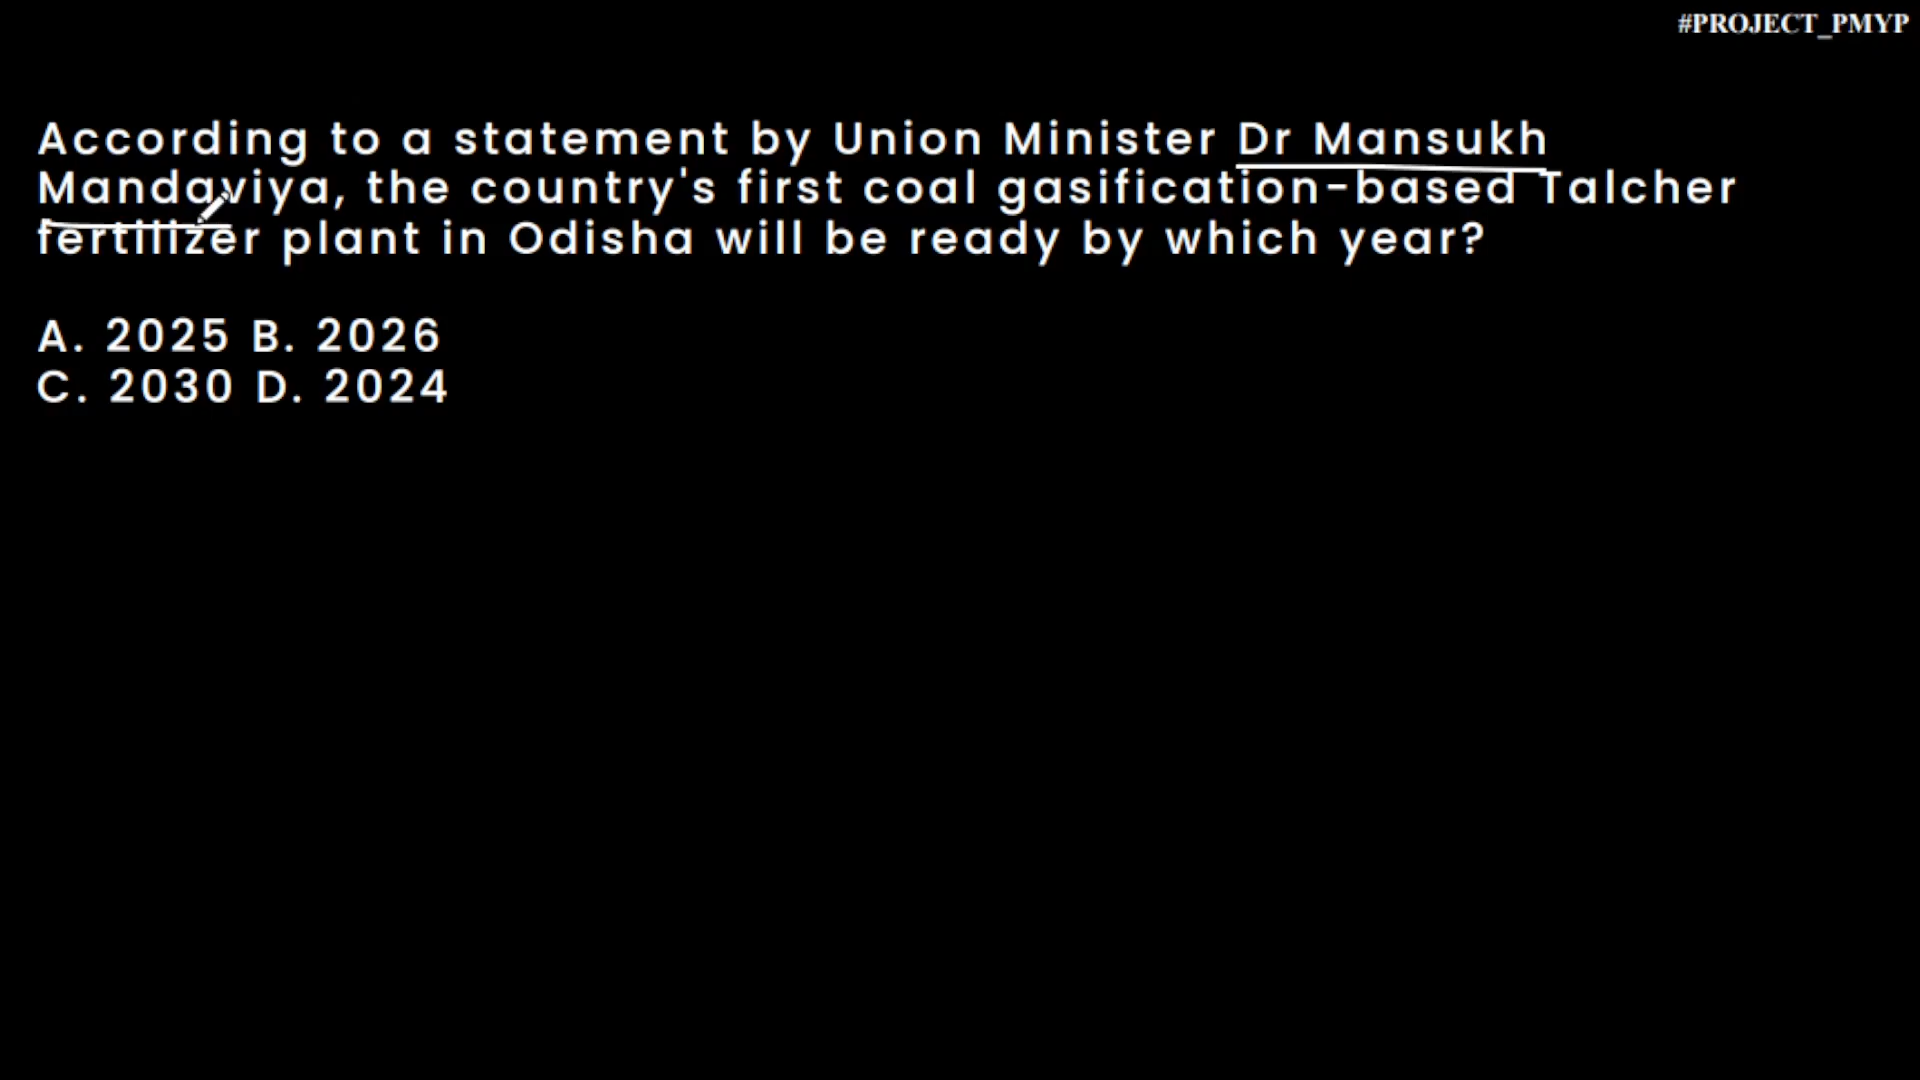 #PROJECT_PMYP
According to a statement by Union Minister Dr Mansukh
Mandaviya, the country's first coal gasification-based Talcher
fertilizer plant in Odisha will be ready by which year?
A. 2025 B. 2026
C. 2030 D. 2024